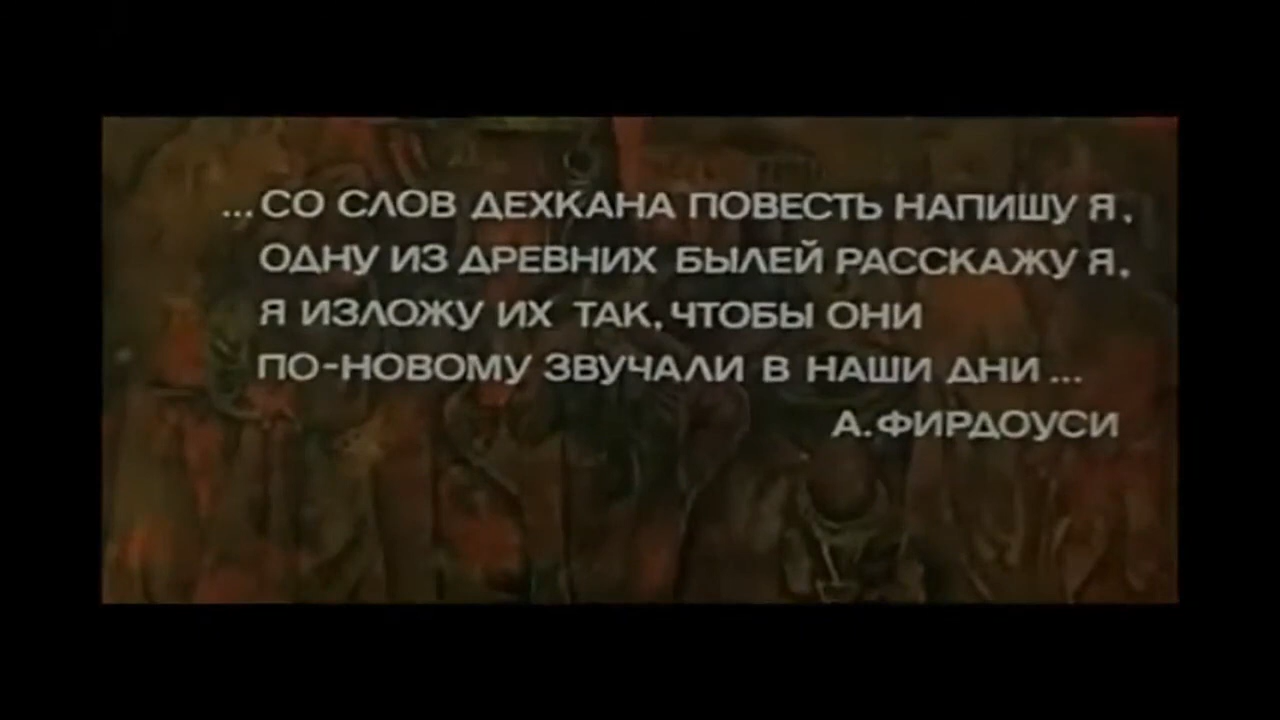 ...СО СЛОВ ДЕХКАНА ПОВЕСТЬ НАПИШУ Я,
ОДНУ ИЗ ДРЕВНИХ БЫЛЕЙ РАССКАЖУ Я,
Я ИЗЛОЖУ ИХ ТАК, ЧТОБЫ ОНИ
ПО-НОВОМУ ЗВУЧАЛИ В НАШИ ДНИ...
А.ФИРДОУСИ